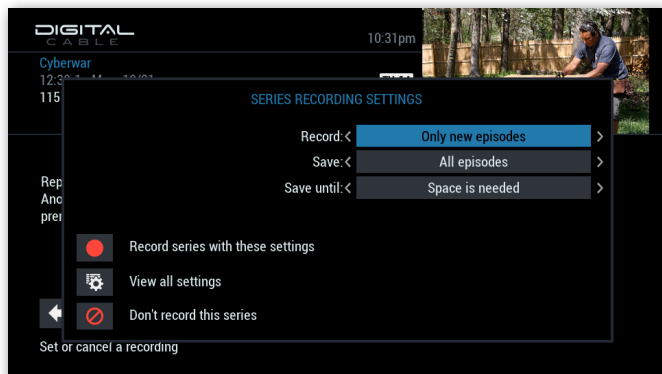 DIGITAL
CABLE
10:31pm
Cyberwar
115
SERIES RECORDING SETTINGS
Record: Only new episodes
Save: All episodes
Save until: Space is needed
Rep
Ano
prer
Record series with these settings
View all settings
Don't record this series
Set or cancel a recording